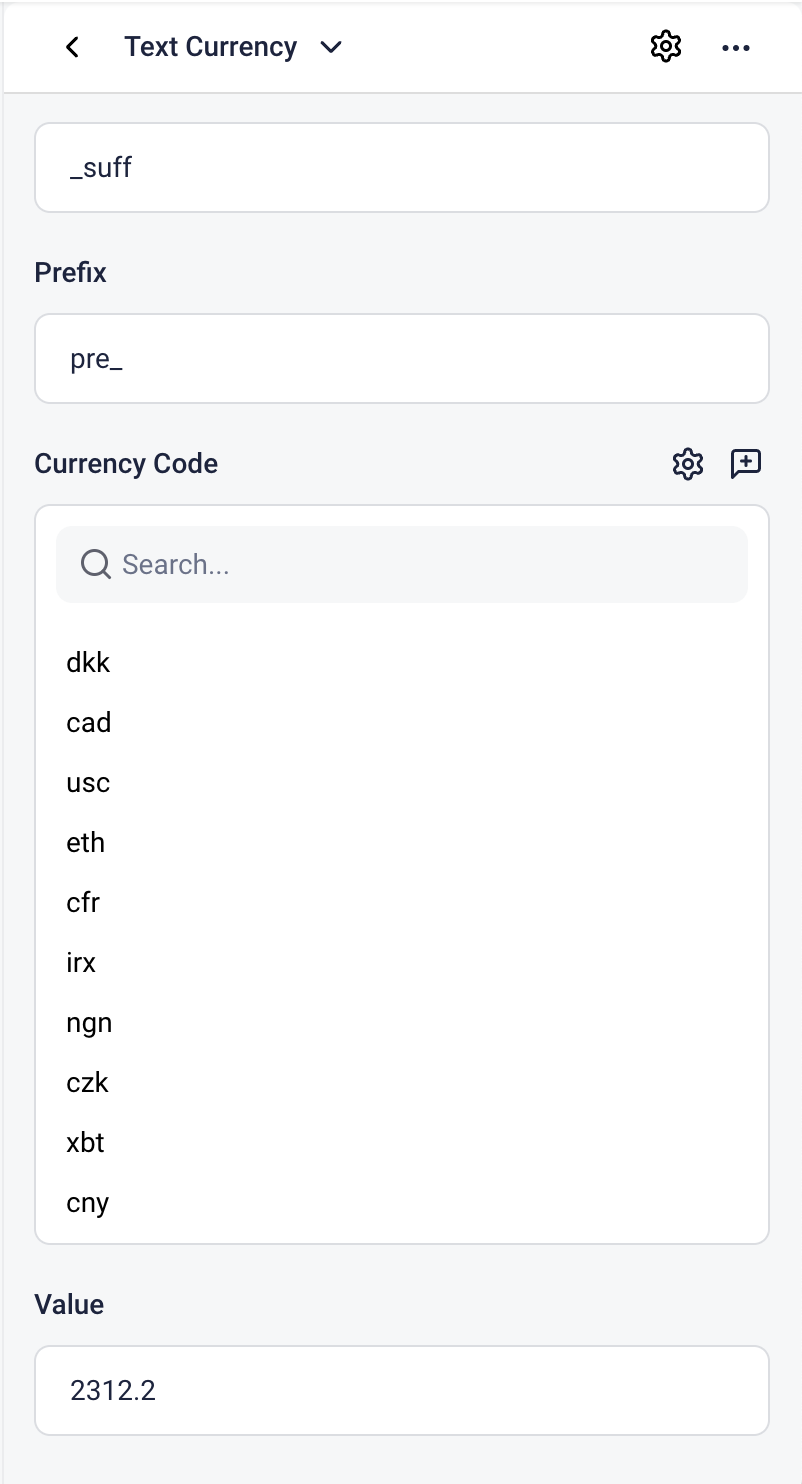 Text Currency
_suff
Prefix
pre_
Currency Code
Search...
dkk
cad
usc
eth
cfr
irx
ngn
czk
xbt
cny
Value
2312.2